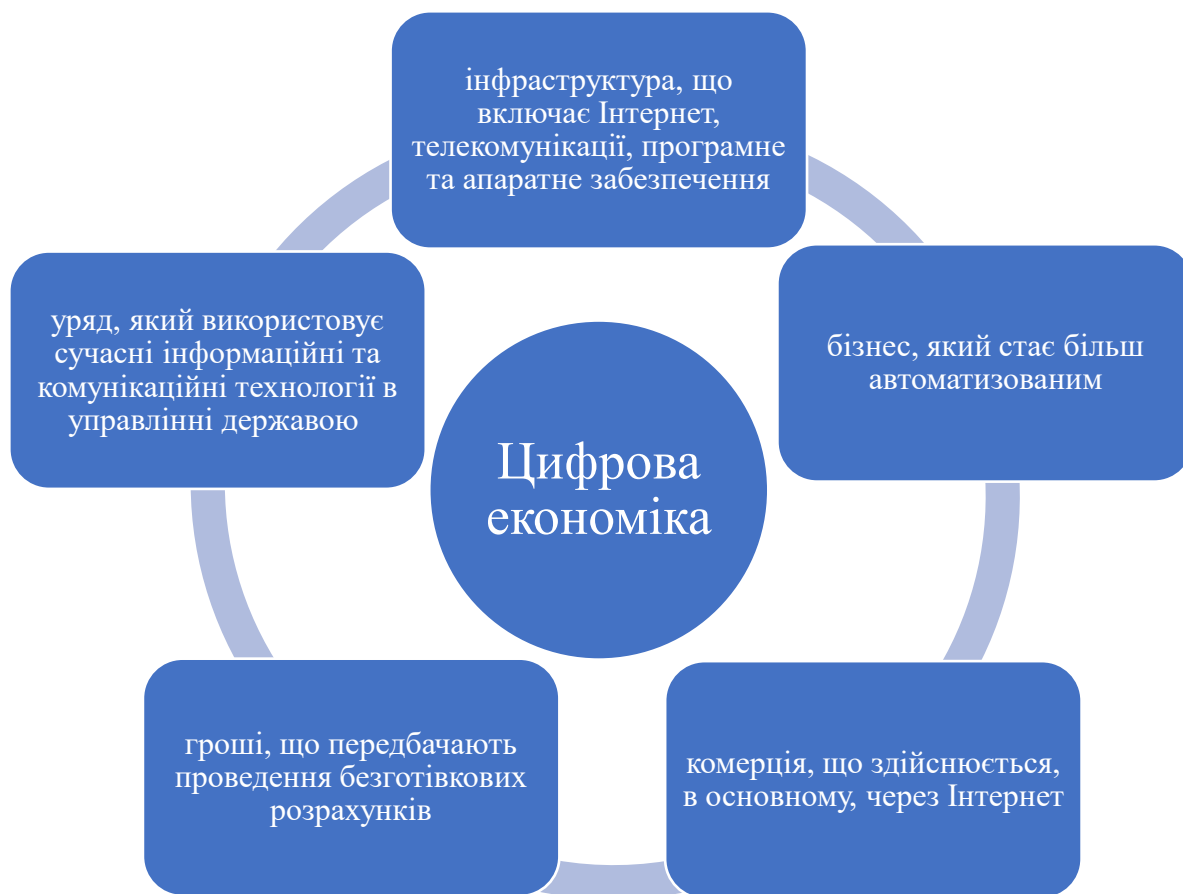 інфраструктура, що
включає Інтернет,
телекомунікації, програмне
та апаратне забезпечення
бізнес, який стає більш
автоматизованим
комерція, що здійснюється,
в основному, через Інтернет
гроші, що передбачають
проведення безготівкових
розрахунків
уряд, який використовує
сучасні інформаційні та
комунікаційні технології в
управлінні державою
Цифрова
економіка